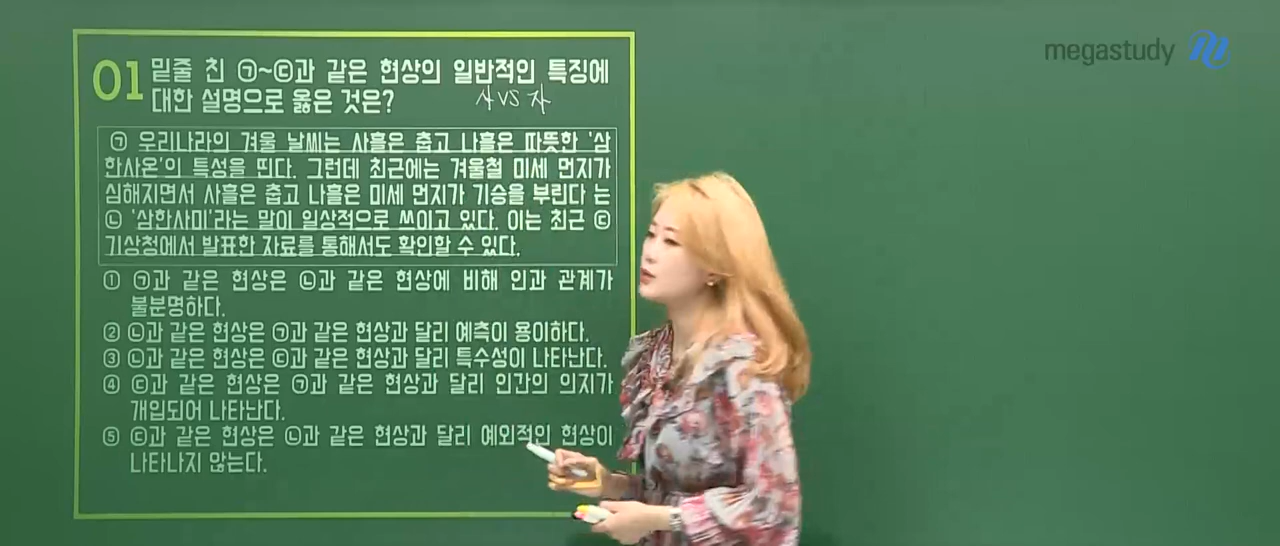 megastudy
01 밑줄 친 ㉠~㉢과 같은 현상의 일반적인 특징에
대한 설명으로 옳은 것은?
사 VS 자
㉠ 우리나라의 겨울 날씨는 사흘은 춥고 나흘은 따뜻한 '삼
한사온'의 특성을 띤다. 그런데 최근에는 겨울철 미세 먼지가
심해지면서 사흘은 춥고 나흘은 미세 먼지가 기승을 부린다 는
㉡ '삼한사미'라는 말이 일상적으로 쓰이고 있다. 이는 최근 ㉢
기상청에서 발표한 자료를 통해서도 확인할 수 있다.
① ㉠과 같은 현상은 ㉡과 같은 현상에 비해 인과 관계가
불분명하다.
② ㉡과 같은 현상은 ㉠과 같은 현상과 달리 예측이 용이하다.
③ ㉡과 같은 현상은 ㉢과 같은 현상과 달리 특수성이 나타난다.
④ ㉢과 같은 현상은 ㉠과 같은 현상과 달리 인간의 의지가
개입되어 나타난다.
⑤ ㉢과 같은 현상은 ㉡과 같은 현상과 달리 예외적인 현상이
나타나지 않는다.